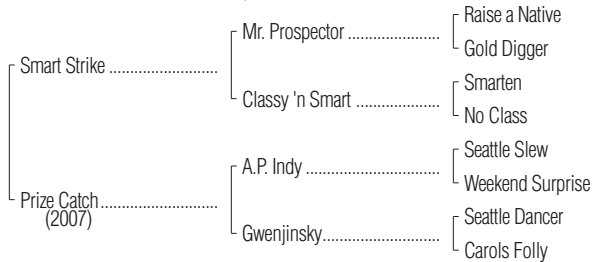 Raise a Native
Mr. Prospector ....................
Gold Digger
Smart Strike .......................
Smarten
Classy 'n Smart ..................
No Class
Seattle Slew
A.P. Indy .............................
Weekend Surprise
Prize Catch.........................
(2007)
Seattle Dancer
Gwenjinsky.........................
Carols Folly